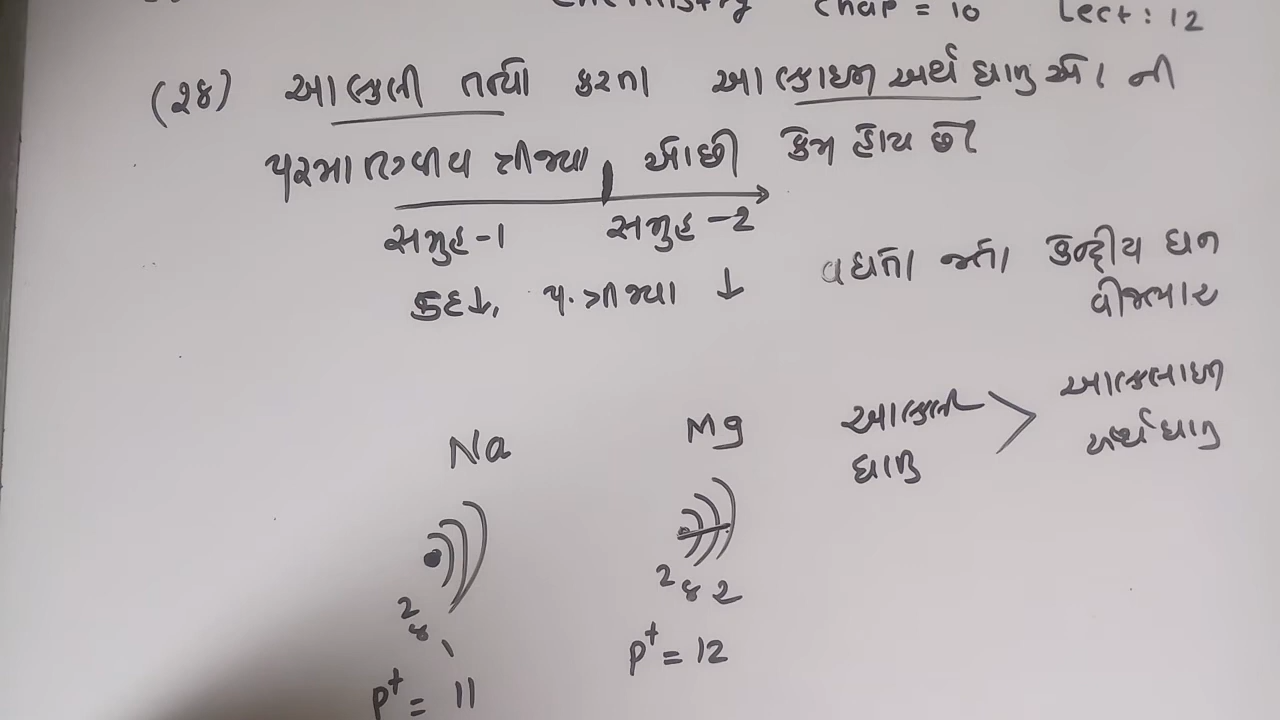 Chemistry Chap = 10 Lect : 12
(૨૪) આલ્કલી તત્વો કરતા આલ્કાઇન અર્થ ધાતુઓ ની
પરમાણ્વીય ત્રીજ્યા ઓછી કેમ હોય છે
સમુહ-1 સમુહ-2
કદ↓, પ.ત્રીજ્યા ↓
વધતા જતા કેન્દ્રીય ધન
વીજભાર
Na Mg
આલ્કલી > આલ્કલાઇન
ધાતુ અર્થધાતુ
2 8 1
2 8 2
p+ = 11
p+ = 12